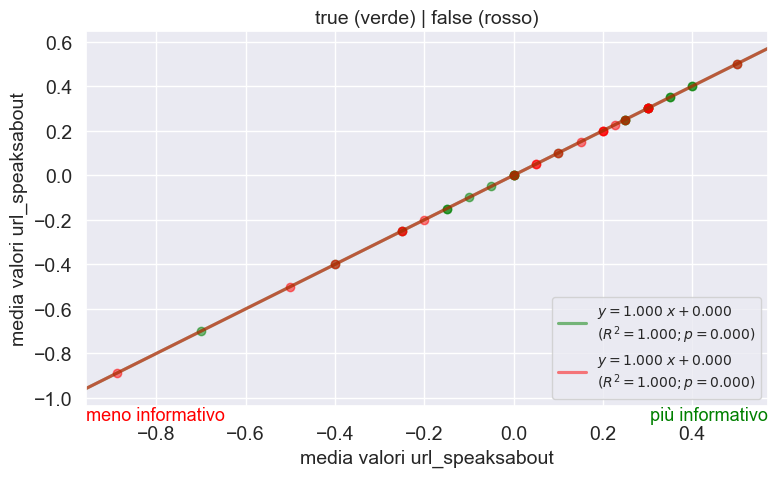 true (verde) | false (rosso)
media valori url_speaksabout
0.6
0.4
0.2
0.0
−0.2
−0.4
−0.6
−0.8
−1.0
y = 1.000 x + 0.000
(R² = 1.000; p = 0.000)
y = 1.000 x + 0.000
(R² = 1.000; p = 0.000)
meno informativo
più informativo
−0.8 −0.6 −0.4 −0.2 0.0 0.2 0.4
media valori url_speaksabout